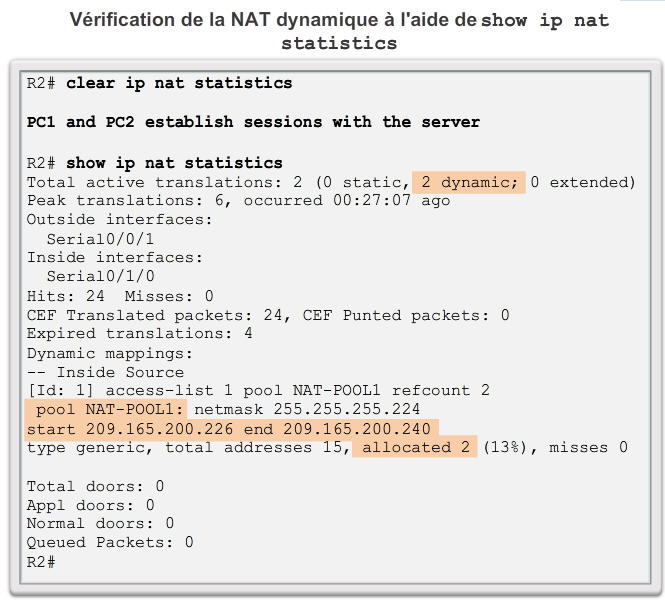 Vérification de la NAT dynamique à l'aide de show ip nat
statistics
R2# clear ip nat statistics
PC1 and PC2 establish sessions with the server
R2# show ip nat statistics
Total active translations: 2 (0 static, 2 dynamic; 0 extended)
Peak translations: 6, occurred 00:27:07 ago
Outside interfaces:
  Serial0/0/1
Inside interfaces:
  Serial0/1/0
Hits: 24  Misses: 0
CEF Translated packets: 24, CEF Punted packets: 0
Expired translations: 4
Dynamic mappings:
-- Inside Source
[Id: 1] access-list 1 pool NAT-POOL1 refcount 2
 pool NAT-POOL1: netmask 255.255.255.224
start 209.165.200.226 end 209.165.200.240
type generic, total addresses 15, allocated 2 (13%), misses 0
Total doors: 0
Appl doors: 0
Normal doors: 0
Queued Packets: 0
R2#